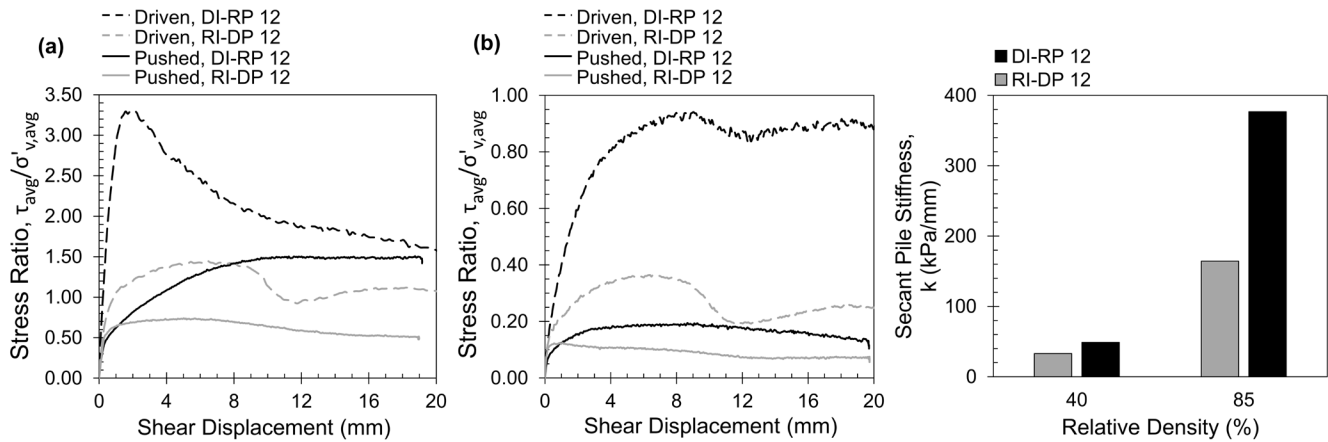 (a)
Driven, DI-RP 12
Driven, RI-DP 12
Pushed, DI-RP 12
Pushed, RI-DP 12
Stress Ratio, τavg/σ'v,avg
3.50
3.00
2.50
2.00
1.50
1.00
0.50
0.00
0 4 8 12 16 20
Shear Displacement (mm)
(b)
Driven, DI-RP 12
Driven, RI-DP 12
Pushed, DI-RP 12
Pushed, RI-DP 12
Stress Ratio, τavg/σ'v,avg
1.00
0.80
0.60
0.40
0.20
0.00
0 4 8 12 16 20
Shear Displacement (mm)
DI-RP 12
RI-DP 12
Secant Pile Stiffness,
k (kPa/mm)
400
300
200
100
0
40 85
Relative Density (%)